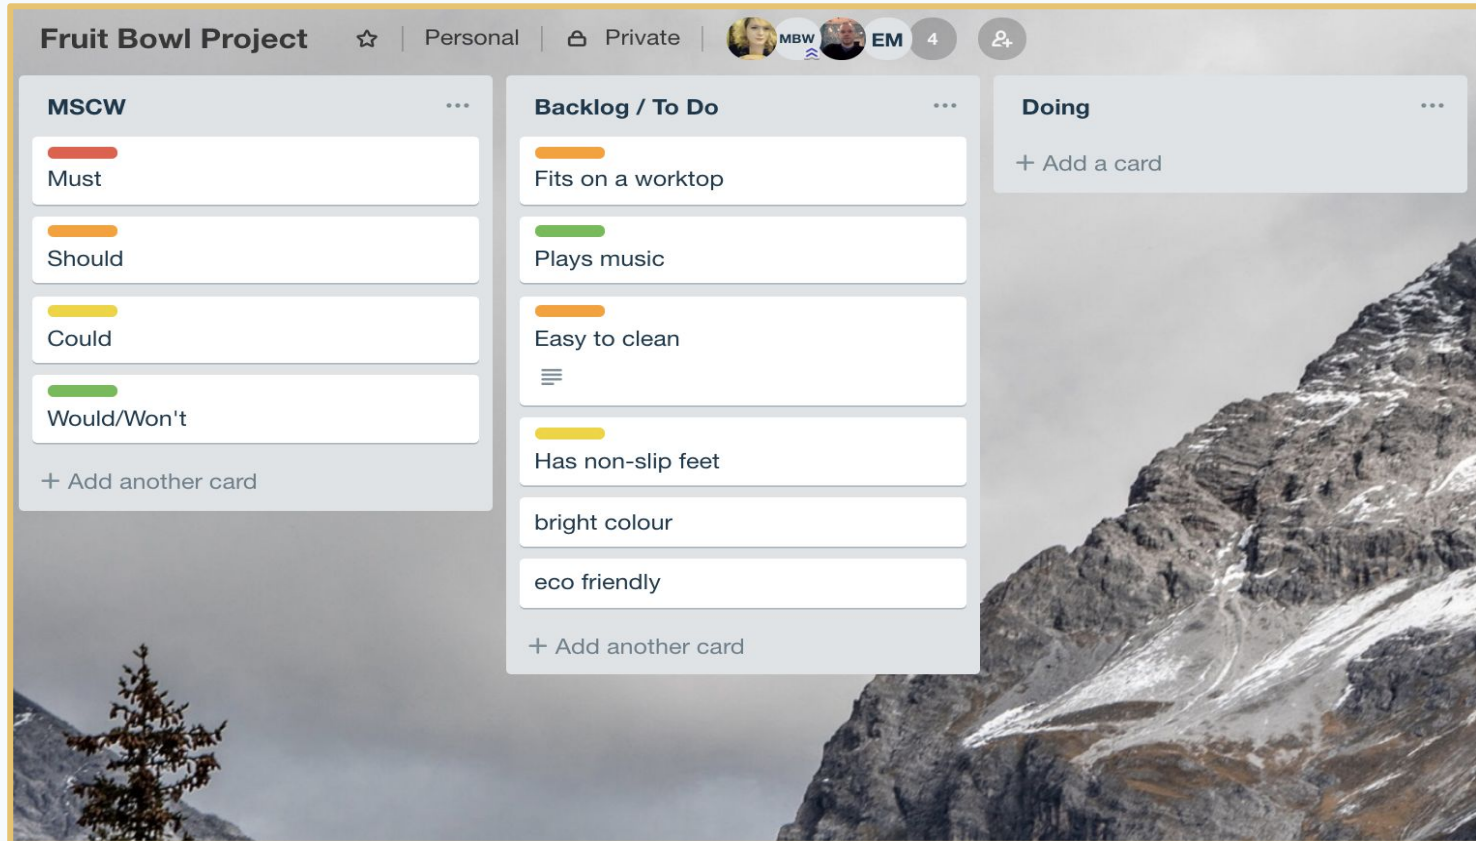 Fruit Bowl Project
Personal
Private
MBW
EM
4
MSCW
Must
Should
Could
Would/Won't
+ Add another card
Backlog / To Do
Fits on a worktop
Plays music
Easy to clean
Has non-slip feet
bright colour
eco friendly
+ Add another card
Doing
+ Add a card